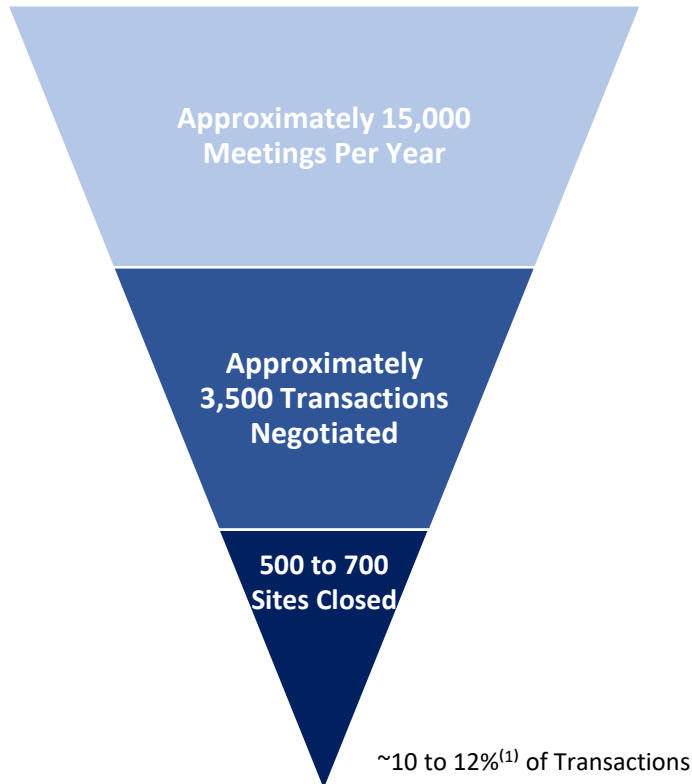 Approximately 15,000
Meetings Per Year
Approximately
3,500 Transactions
Negotiated
500 to 700
Sites Closed
~10 to 12%(1) of Transactions